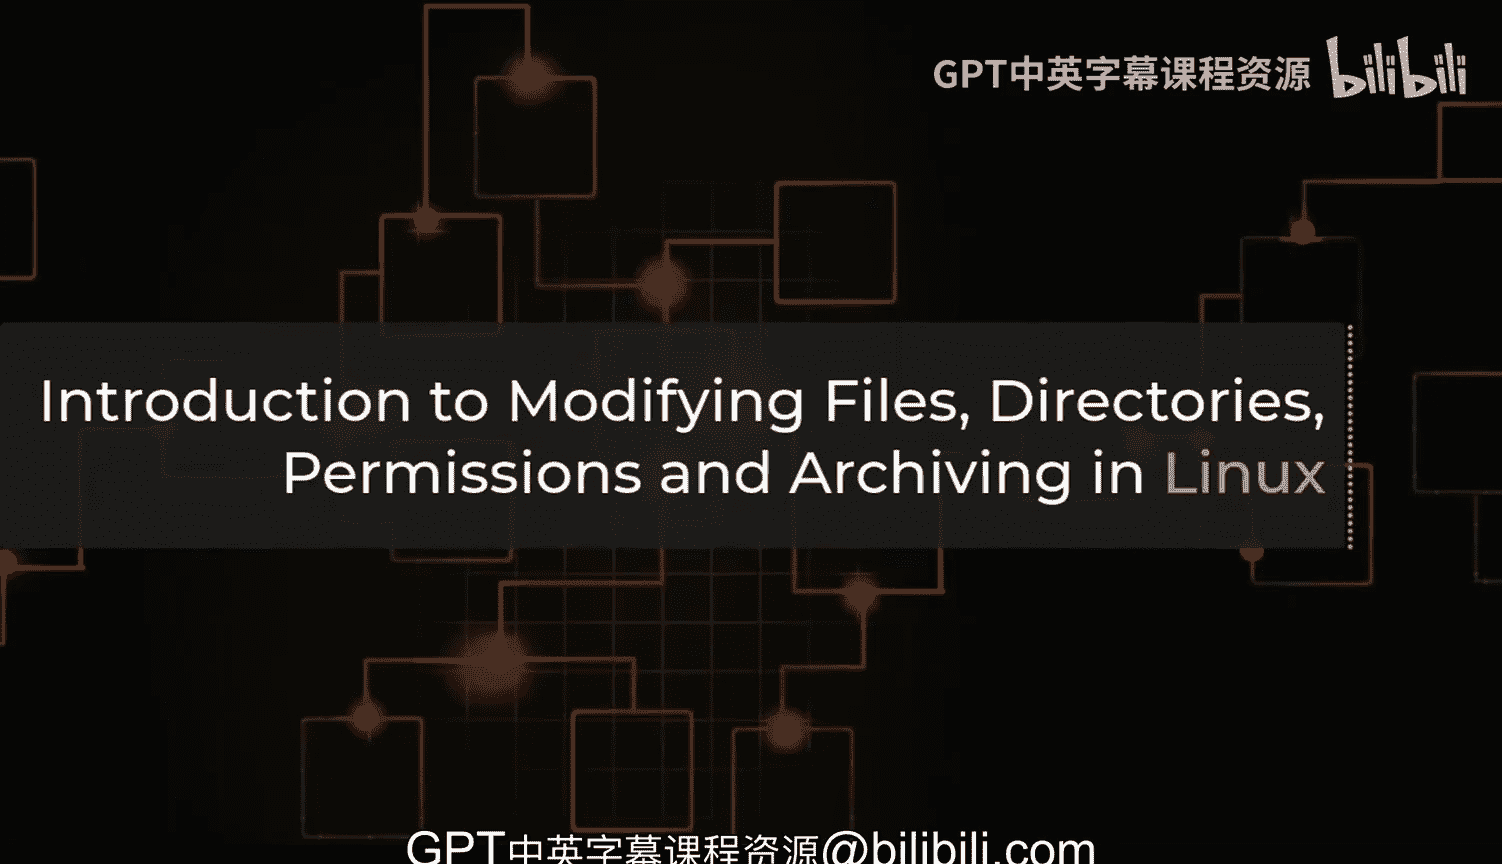 GPT中英字幕课程资源 bilibili
Introduction to Modifying Files, Directories,
Permissions and Archiving in Linux
GPT中英字幕课程资源@bilibili.com